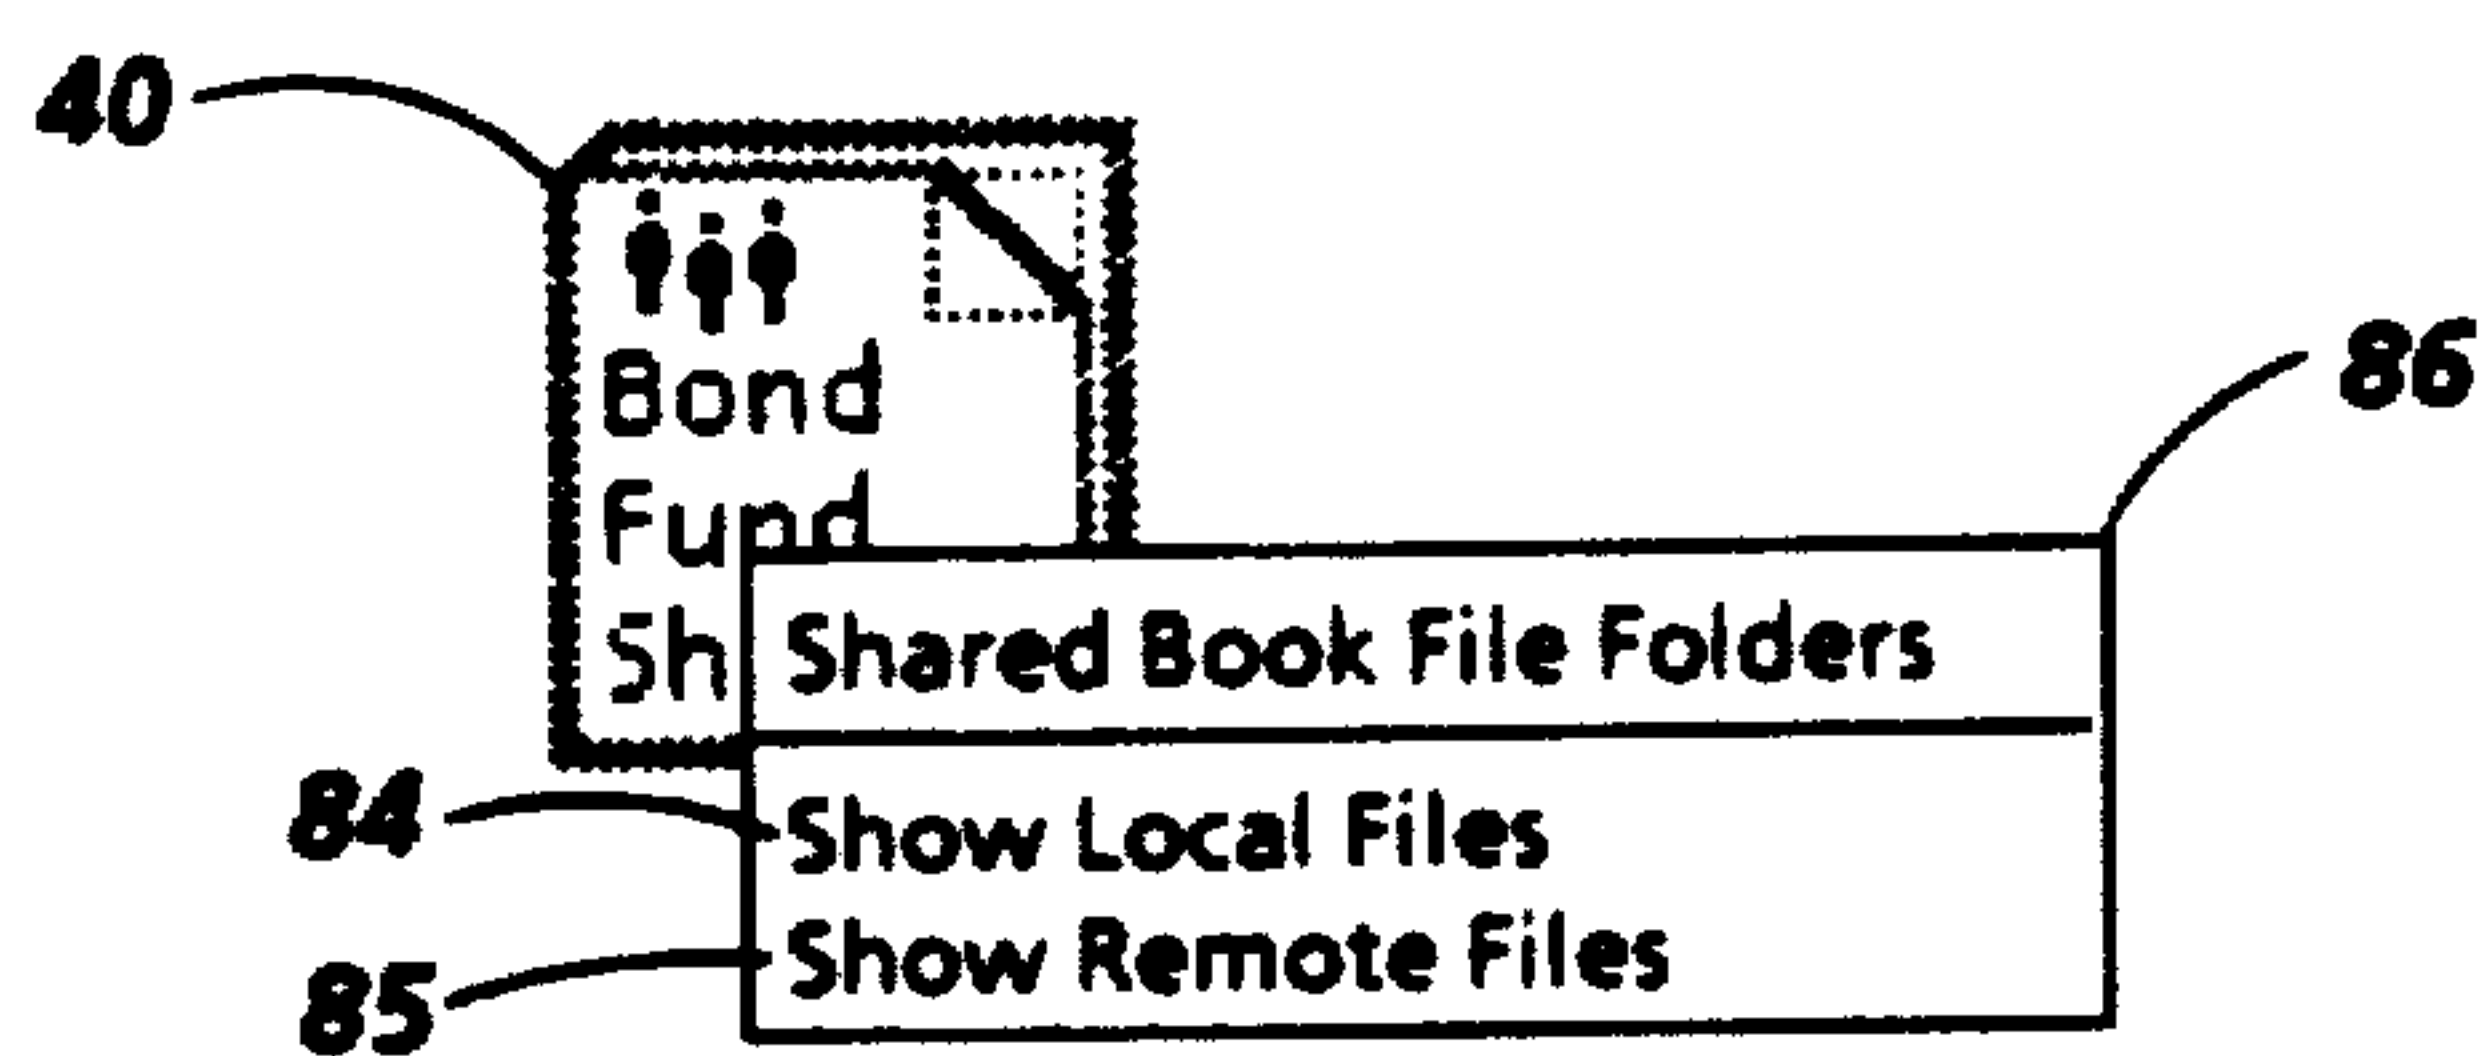 40
86
Bond
Fund
Sh
Shared Book File Folders
84
Show Local Files
85
Show Remote Files